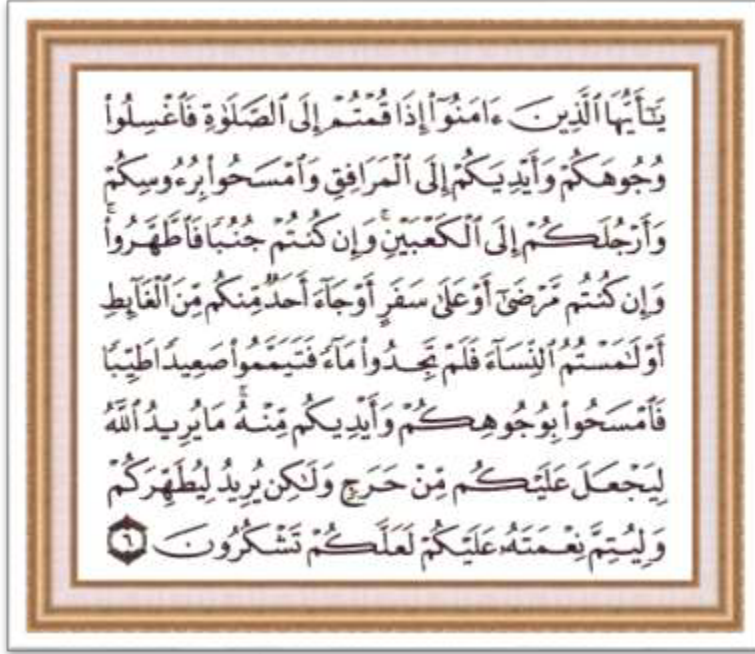 يَٰٓأَيُّهَا ٱلَّذِينَ ءَامَنُوٓا۟ إِذَا قُمْتُمْ إِلَى ٱلصَّلَوٰةِ فَٱغْسِلُوا۟
وُجُوهَكُمْ وَأَيْدِيَكُمْ إِلَى ٱلْمَرَافِقِ وَٱمْسَحُوا۟ بِرُءُوسِكُمْ
وَأَرْجُلَكُمْ إِلَى ٱلْكَعْبَيْنِ ۚ وَإِن كُنتُمْ جُنُبًا فَٱطَّهَّرُوا۟ ۚ
وَإِن كُنتُم مَّرْضَىٰٓ أَوْ عَلَىٰ سَفَرٍ أَوْ جَآءَ أَحَدٌ مِّنكُم مِّنَ ٱلْغَآئِطِ
أَوْ لَٰمَسْتُمُ ٱلنِّسَآءَ فَلَمْ تَجِدُوا۟ مَآءً فَتَيَمَّمُوا۟ صَعِيدًا طَيِّبًا
فَٱمْسَحُوا۟ بِوُجُوهِكُمْ وَأَيْدِيكُم مِّنْهُ ۚ مَا يُرِيدُ ٱللَّهُ
لِيَجْعَلَ عَلَيْكُم مِّنْ حَرَجٍ وَلَٰكِن يُرِيدُ لِيُطَهِّرَكُمْ
وَلِيُتِمَّ نِعْمَتَهُۥ عَلَيْكُمْ لَعَلَّكُمْ تَشْكُرُونَ ٦